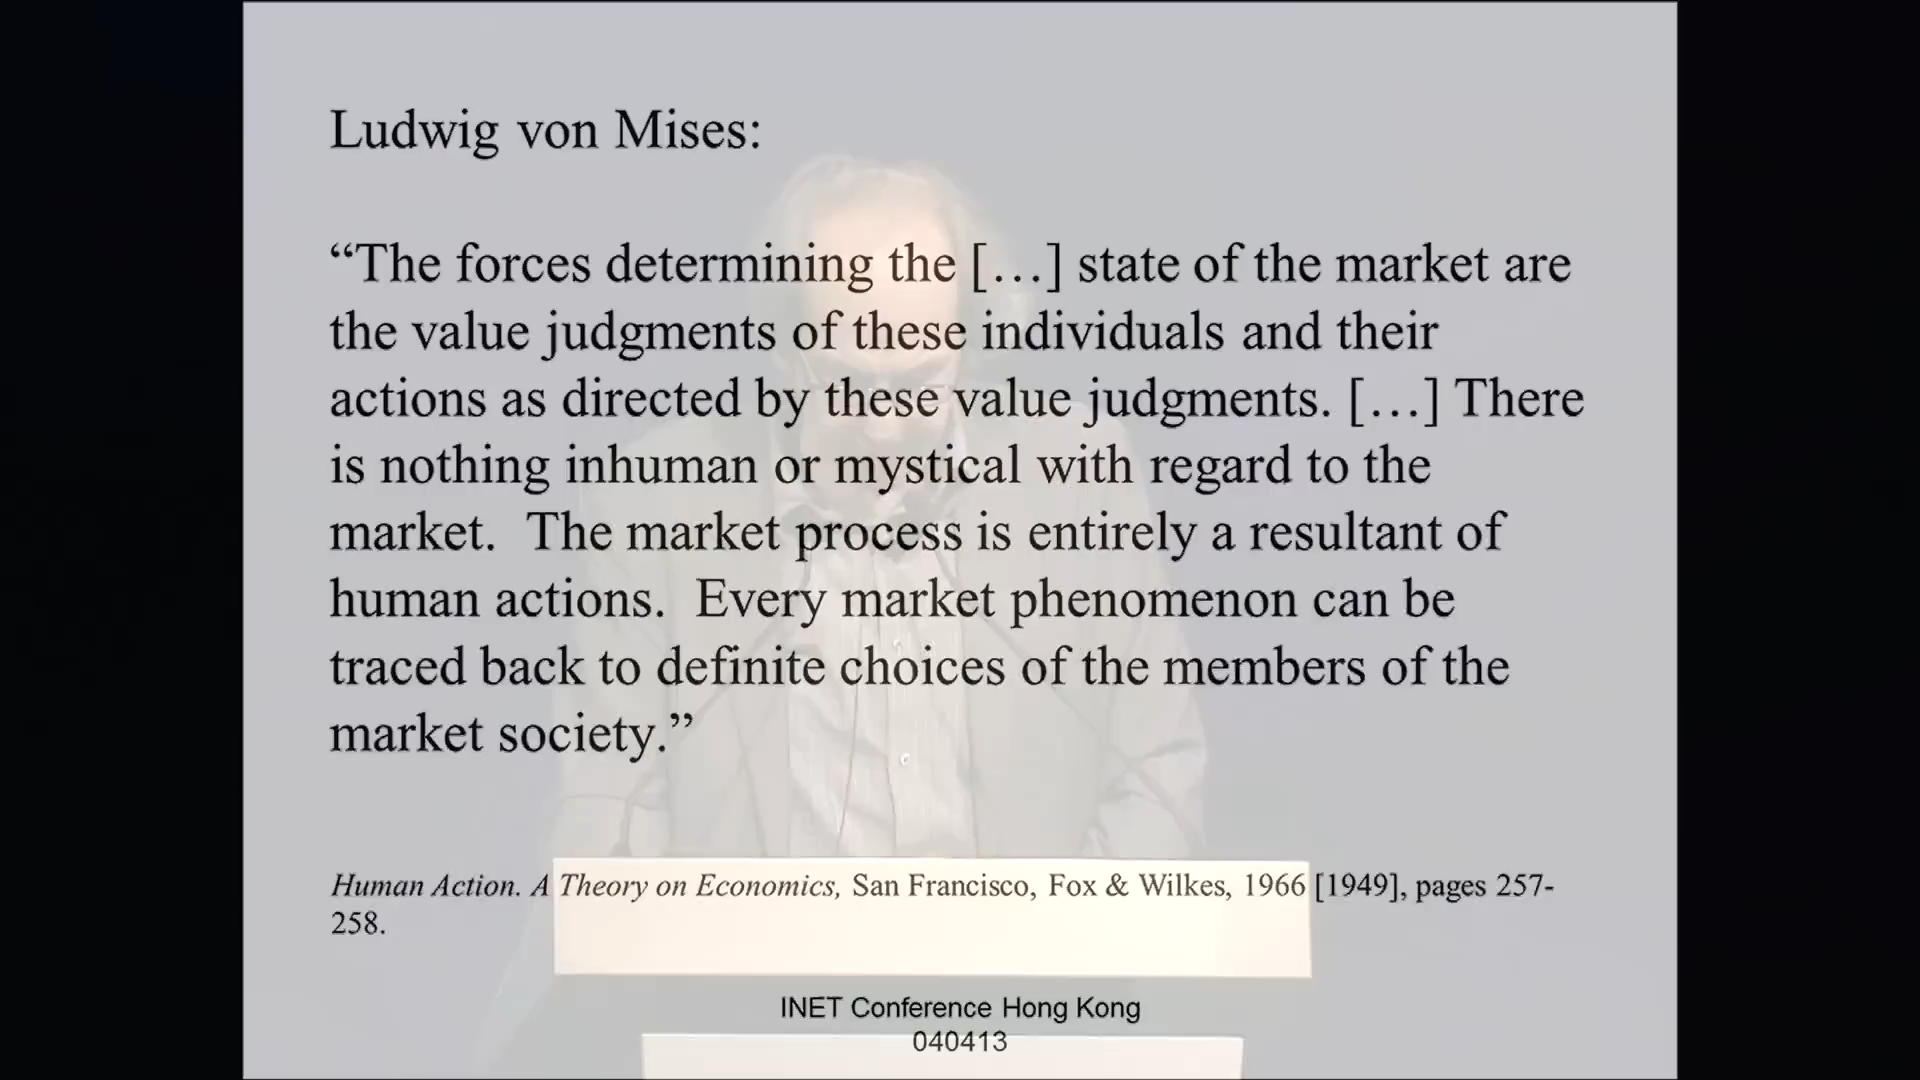 Ludwig von Mises:
“The forces determining the […] state of the market are
the value judgments of these individuals and their
actions as directed by these value judgments. […] There
is nothing inhuman or mystical with regard to the
market.  The market process is entirely a resultant of
human actions.  Every market phenomenon can be
traced back to definite choices of the members of the
market society.”
Human Action. A Theory on Economics, San Francisco, Fox & Wilkes, 1966 [1949], pages 257-
258.
INET Conference Hong Kong
040413